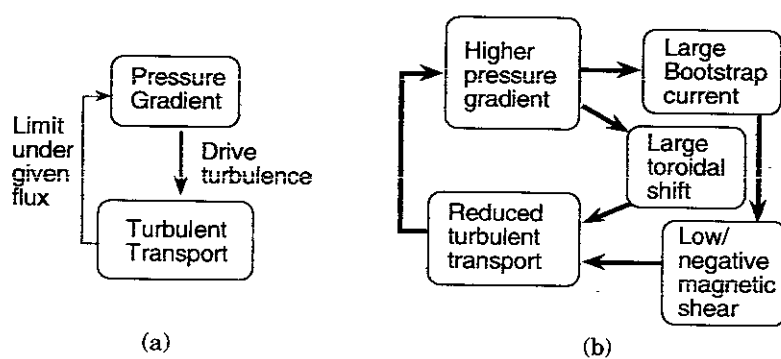 Pressure
Gradient
Limit
under
given
flux
Drive
turbulence
Turbulent
Transport
(a)
Higher
pressure
gradient
Large
Bootstrap
current
Large
toroidal
shift
Reduced
turbulent
transport
Low/
negative
magnetic
shear
(b)